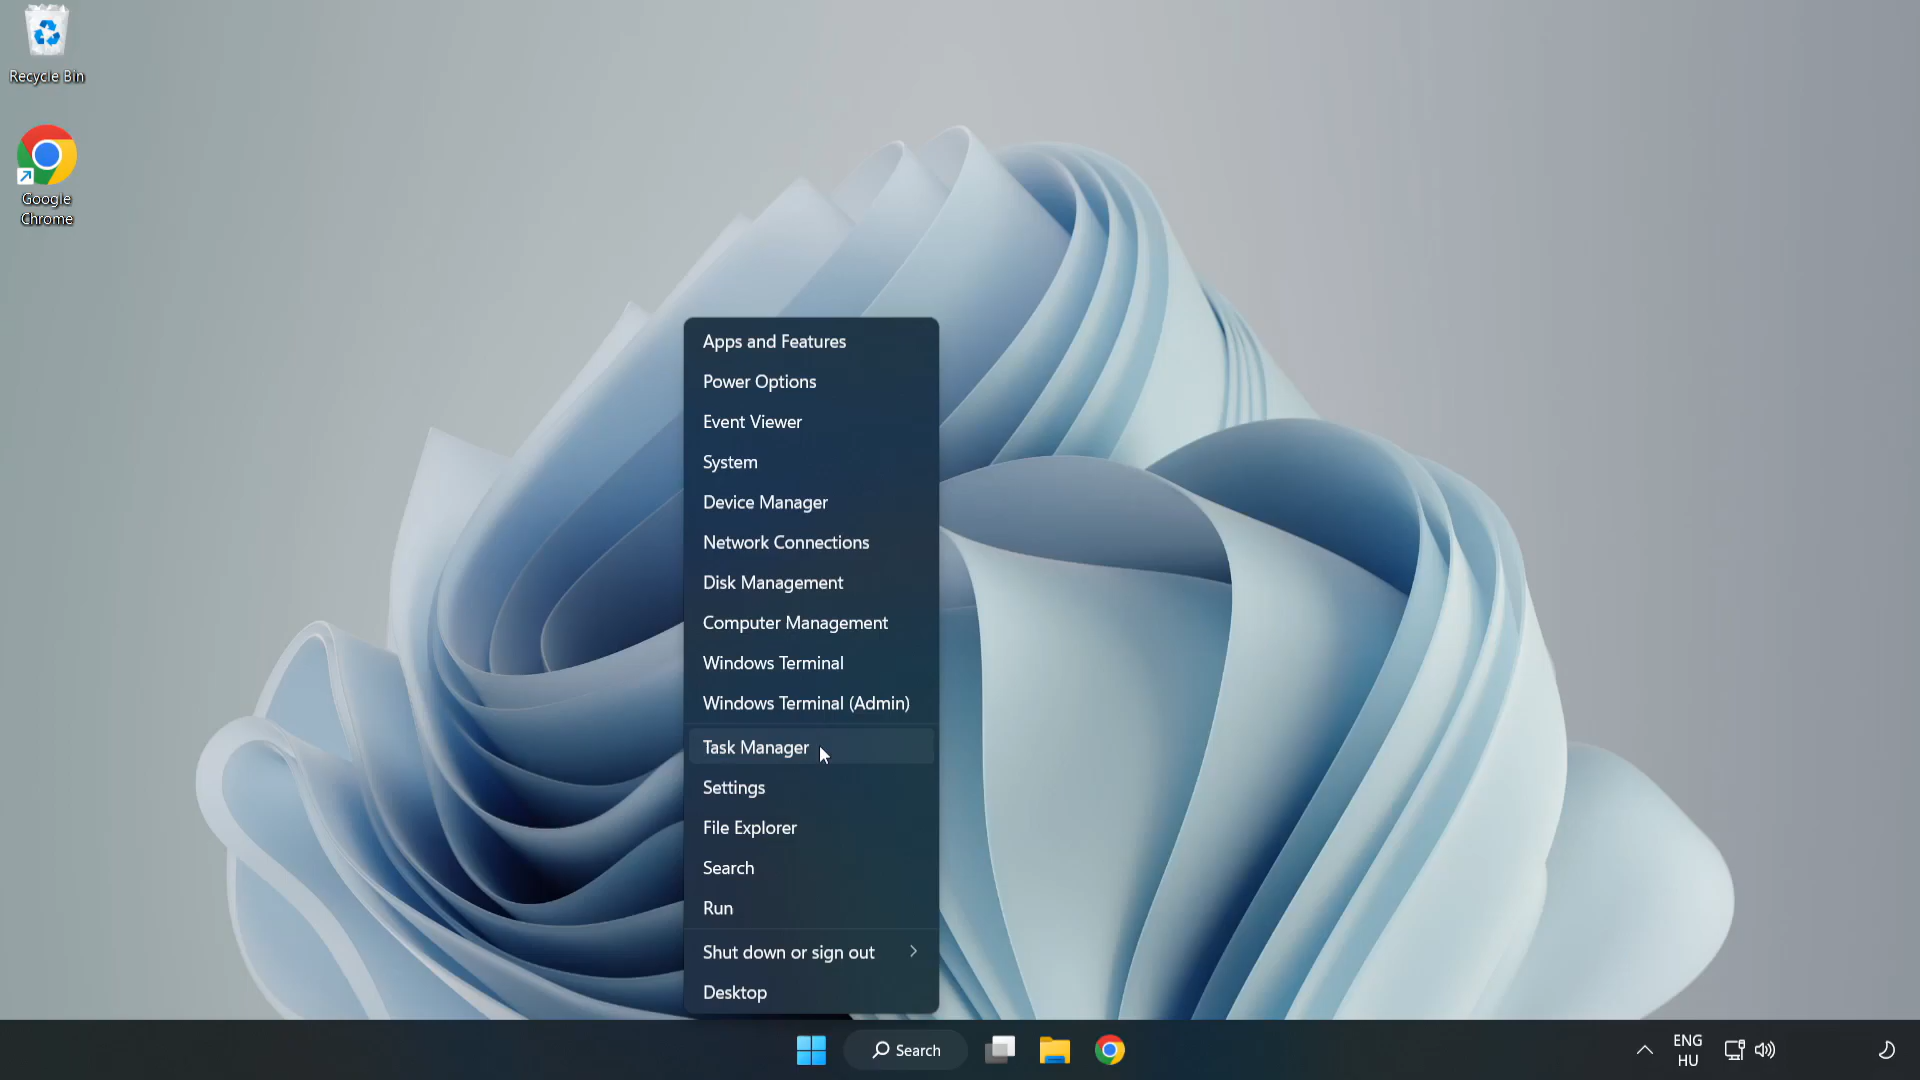 Recycle Bin
Google
Chrome
Apps and Features
Power Options
Event Viewer
System
Device Manager
Network Connections
Disk Management
Computer Management
Windows Terminal
Windows Terminal (Admin)
Task Manager
Settings
File Explorer
Search
Run
Shut down or sign out
Desktop
Search
ENG
HU